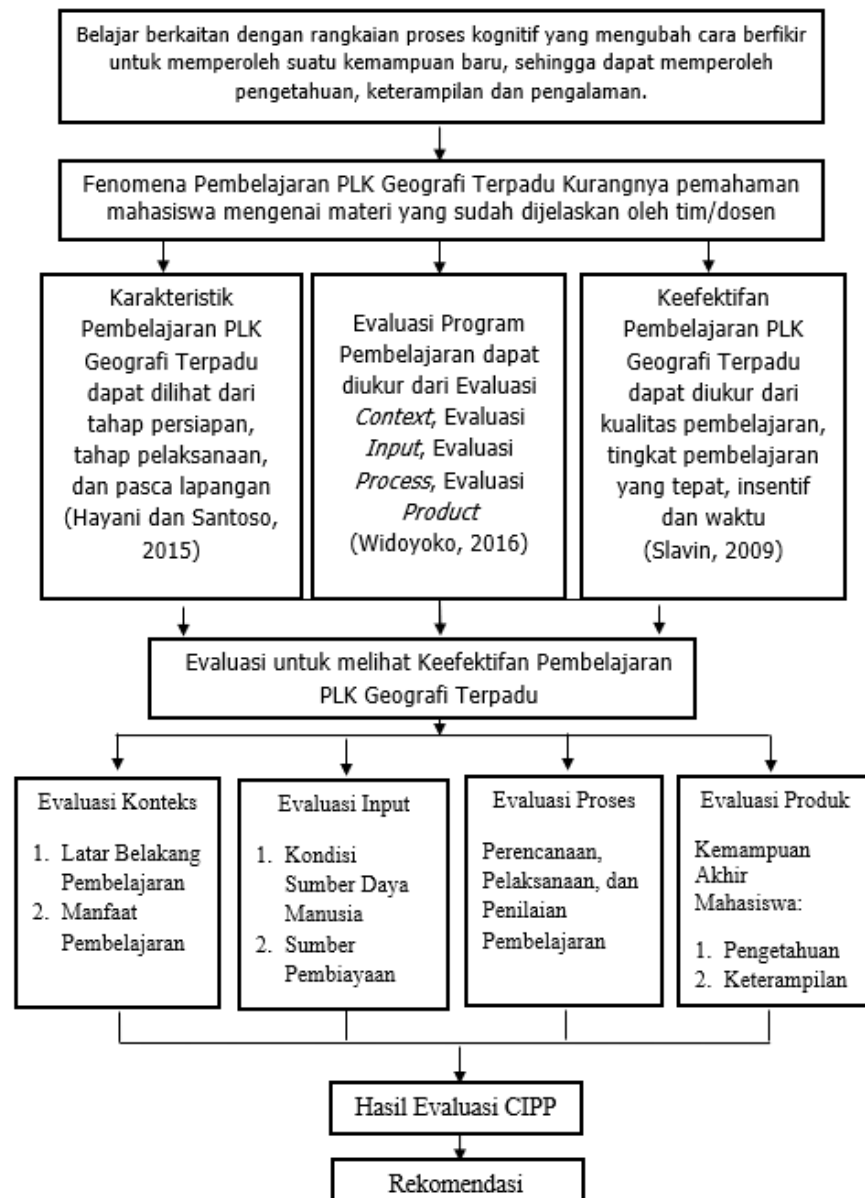 Belajar berkaitan dengan rangkaian proses kognitif yang mengubah cara berfikir
untuk memperoleh suatu kemampuan baru, sehingga dapat memperoleh
pengetahuan, keterampilan dan pengalaman.
Fenomena Pembelajaran PLK Geografi Terpadu Kurangnya pemahaman
mahasiswa mengenai materi yang sudah dijelaskan oleh tim/dosen
Karakteristik
Pembelajaran PLK
Geografi Terpadu
dapat dilihat dari
tahap persiapan,
tahap pelaksanaan,
dan pasca lapangan
(Hayani dan Santoso,
2015)
Evaluasi Program
Pembelajaran dapat
diukur dari Evaluasi
Context, Evaluasi
Input, Evaluasi
Process, Evaluasi
Product
(Widoyoko, 2016)
Keefektifan
Pembelajaran PLK
Geografi Terpadu
dapat diukur dari
kualitas pembelajaran,
tingkat pembelajaran
yang tepat, insentif
dan waktu
(Slavin, 2009)
Evaluasi untuk melihat Keefektifan Pembelajaran
PLK Geografi Terpadu
Evaluasi Konteks
1. Latar Belakang
Pembelajaran
2. Manfaat
Pembelajaran
Evaluasi Input
1. Kondisi
Sumber Daya
Manusia
2. Sumber
Pembiayaan
Evaluasi Proses
Perencanaan,
Pelaksanaan, dan
Penilaian
Pembelajaran
Evaluasi Produk
Kemampuan
Akhir
Mahasiswa:
1. Pengetahuan
2. Keterampilan
Hasil Evaluasi CIPP
Rekomendasi